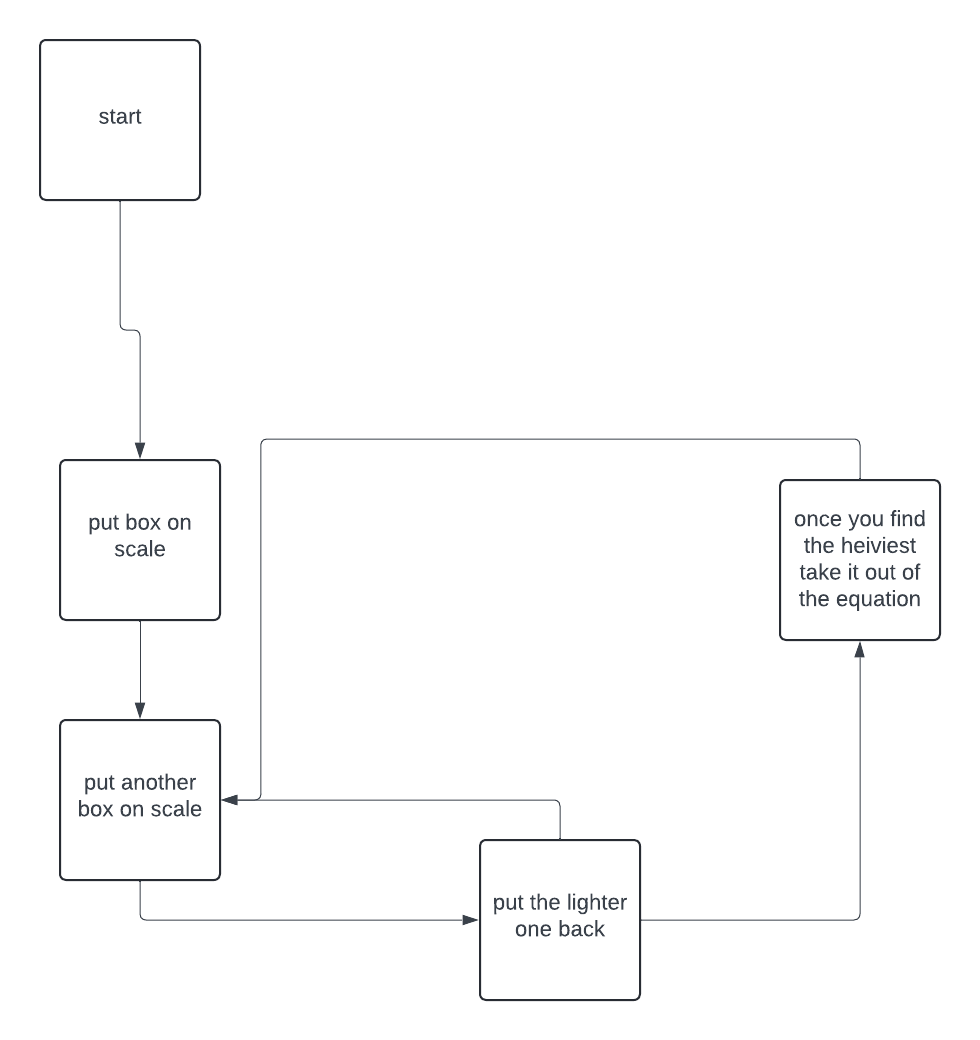 start
put box on
scale
once you find
the heiviest
take it out of
the equation
put another
box on scale
put the lighter
one back